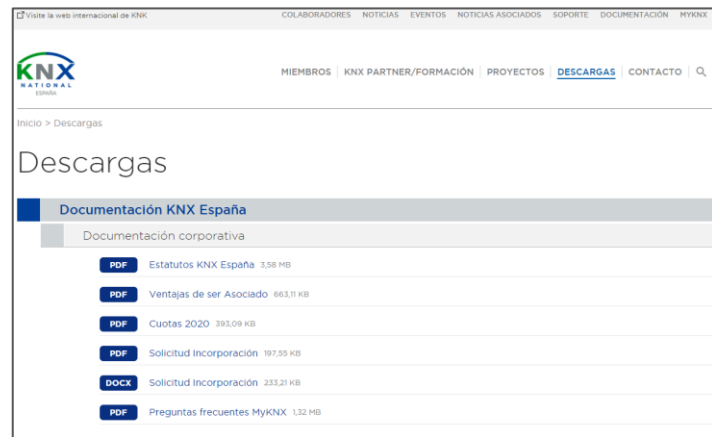 Visite la web internacional de KNK
COLABORADORES NOTICIAS EVENTOS NOTICIAS ASOCIADOS SOPORTE DOCUMENTACIÓN MYKNX
KNX
NATIONAL
ESPAÑA
MIEMBROS KNX PARTNER/FORMACIÓN PROYECTOS DESCARGAS CONTACTO
Inicio > Descargas
Descargas
Documentación KNX España
Documentación corporativa
PDF Estatutos KNX España 3,58 MB
PDF Ventajas de ser Asociado 663,11 KB
PDF Cuotas 2020 393,09 KB
PDF Solicitud Incorporación 197,55 KB
DOCX Solicitud Incorporación 233,21 KB
PDF Preguntas frecuentes MyKNX 1,32 MB